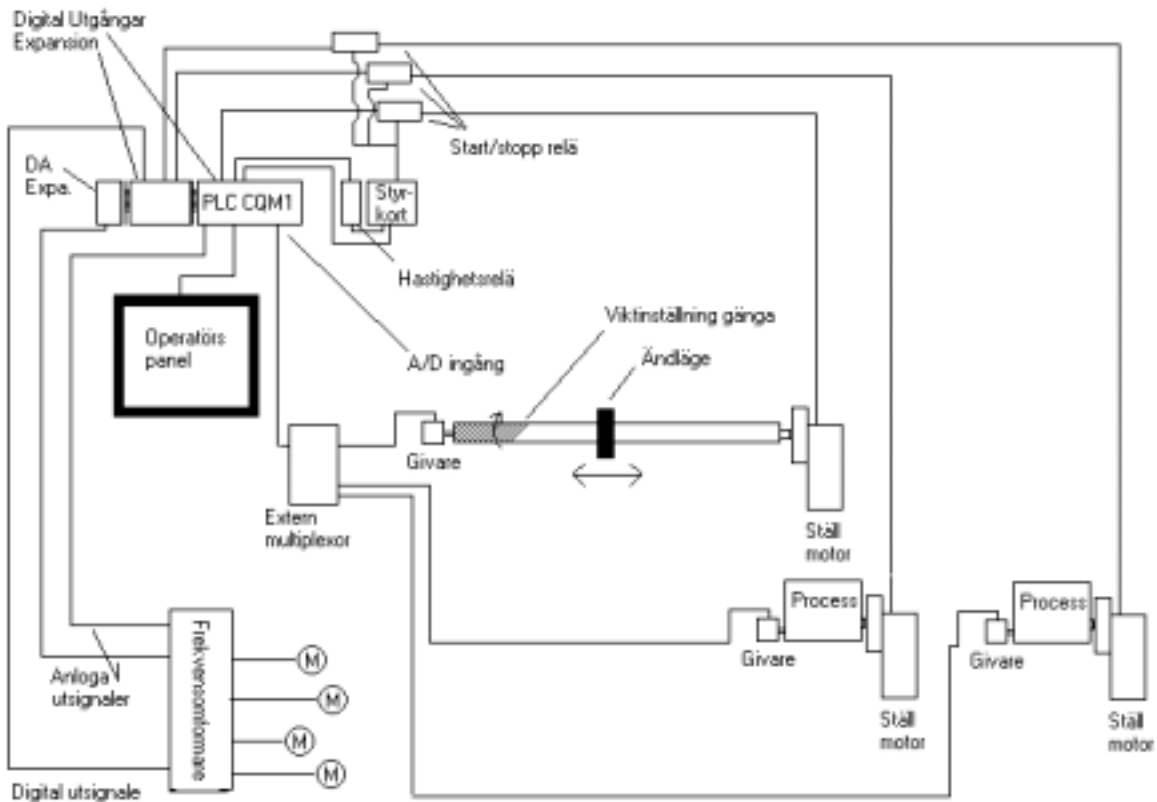 Digital Utgångar
Expansion
Start/stopp relä
DA
Expa.
PLC CQM1
Styr-
kort
Hastighetsrelä
Operatörs
panel
Viktinställning gänga
Ändläge
A/D ingång
Givare
Extern
multiplexor
Ställ
motor
Process
Process
Givare
Givare
Frekvensomformare
M
M
M
M
Anloga
utsignaler
Ställ
motor
Ställ
motor
Digital utsignale